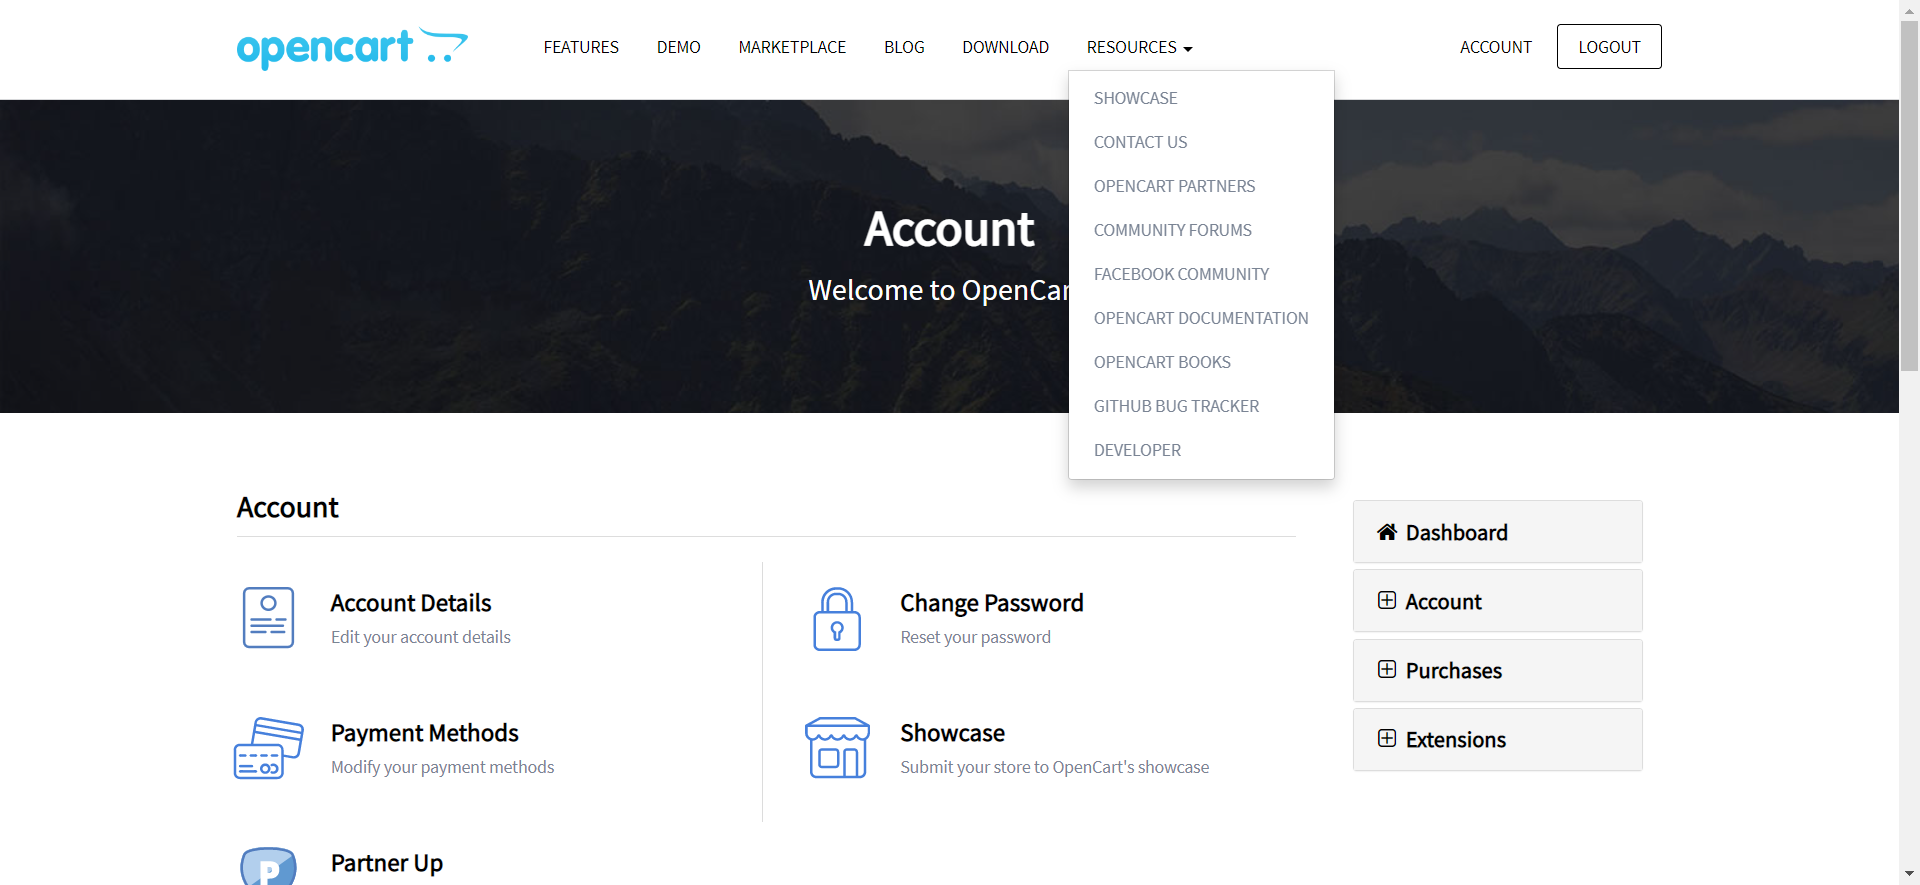 opencart
FEATURES
DEMO
MARKETPLACE
BLOG
DOWNLOAD
RESOURCES
ACCOUNT
LOGOUT
SHOWCASE
CONTACT US
OPENCART PARTNERS
COMMUNITY FORUMS
FACEBOOK COMMUNITY
OPENCART DOCUMENTATION
OPENCART BOOKS
GITHUB BUG TRACKER
DEVELOPER
Account
Welcome to OpenCar
Account
Account Details
Edit your account details
Change Password
Reset your password
Payment Methods
Modify your payment methods
Showcase
Submit your store to OpenCart's showcase
P
Partner Up
Dashboard
Account
Purchases
Extensions